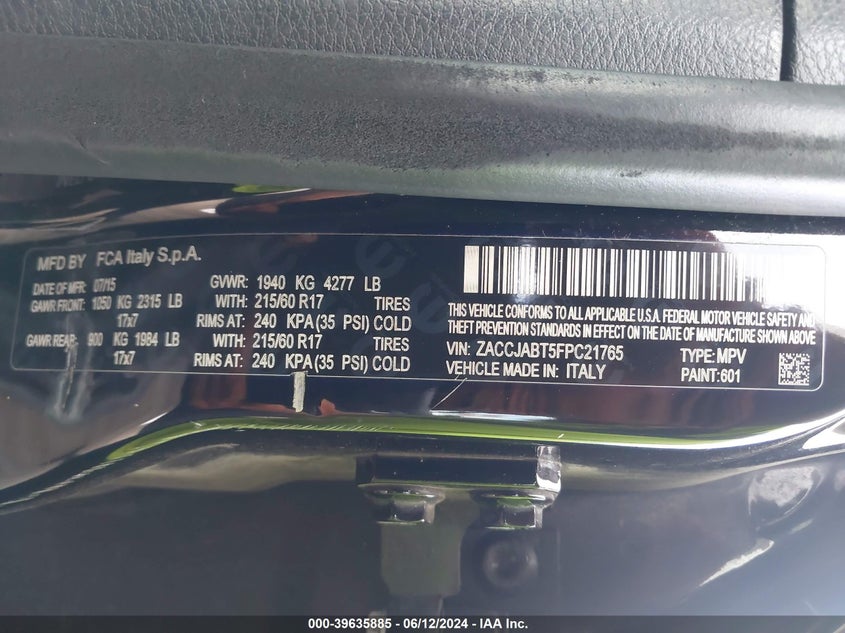 MFD BY FCA Italy S.p.A.
DATE OF MFR 07/15 GVWR: 1940 KG 4277 LB
GAWR FRONT: 1050 KG 2315 LB WITH: 215/60 R17 TIRES
17x7 RIMS AT: 240 KPA (35 PSI) COLD
GAWR REAR: 900 KG 1984 LB WITH: 215/60 R17 TIRES
17x7 RIMS AT: 240 KPA (35 PSI) COLD
THIS VEHICLE CONFORMS TO ALL APPLICABLE U.S.A. FEDERAL MOTOR VEHICLE SAFETY AND
THEFT PREVENTION STANDARDS IN EFFECT ON THE DATE OF MANUFACTURE SHOWN ABOVE
VIN: ZACCJABT5FPC21765 TYPE: MPV
VEHICLE MADE IN: ITALY PAINT:601
000-39635885 - 06/12/2024 - IAA Inc.